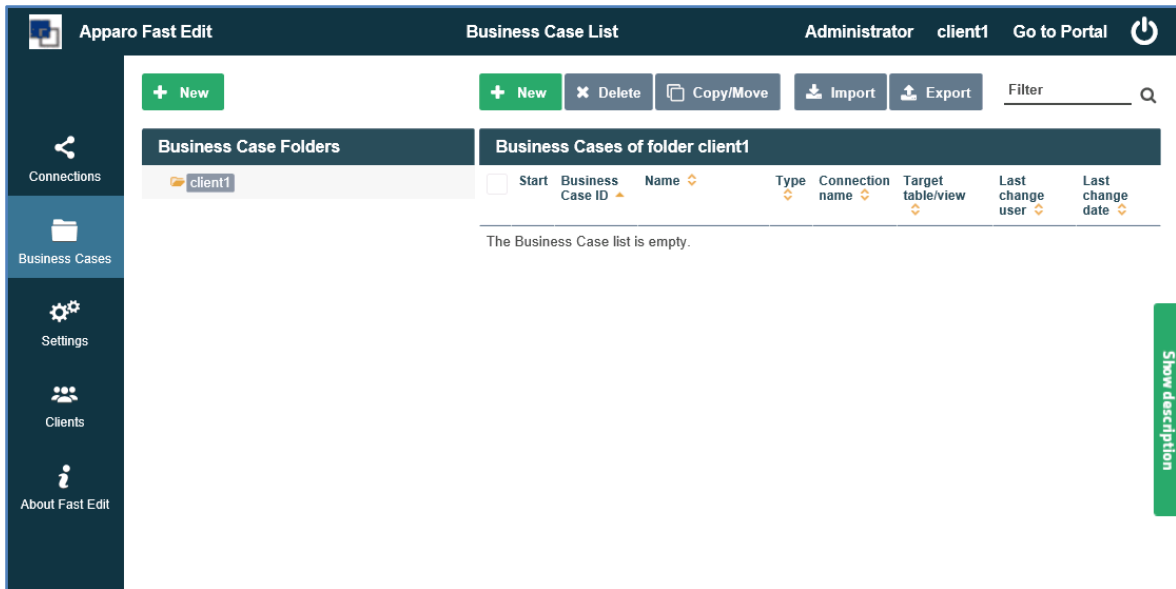 Apparo Fast Edit Business Case List Administrator client1 Go to Portal
New
New Delete Copy/Move Import Export Filter
Connections
Business Cases
Settings
Clients
About Fast Edit
Business Case Folders
client1
Business Cases of folder client1
Start Business Case ID Name Type Connection name Target table/view Last change user Last change date
The Business Case list is empty.
Show description